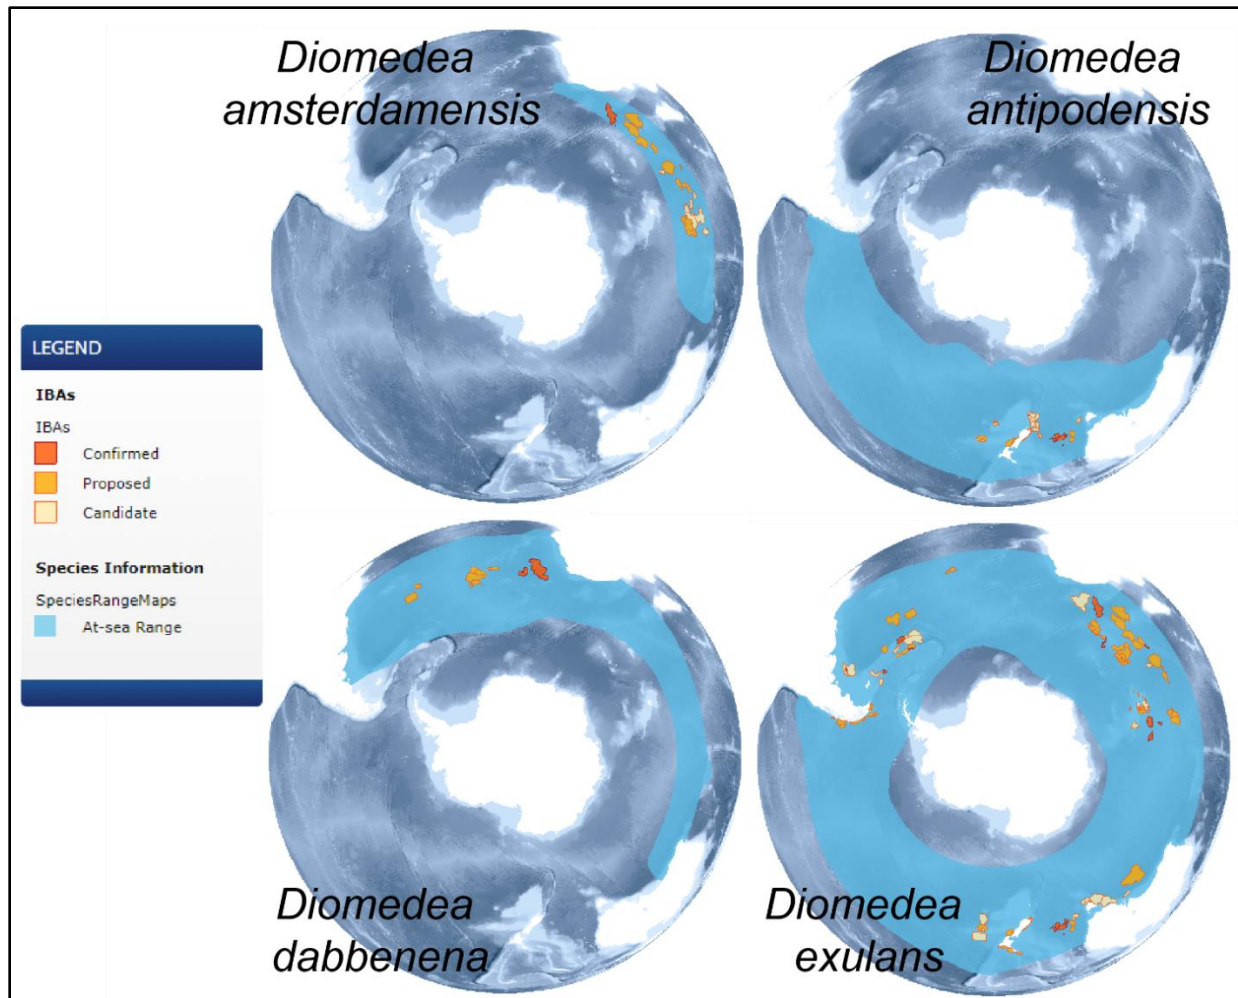 Diomedea
amsterdamensis
Diomedea
antipodensis
LEGEND
IBAs
IBAs
Confirmed
Proposed
Candidate
Species Information
SpeciesRangeMaps
At-sea Range
Diomedea
dabbenena
Diomedea
exulans